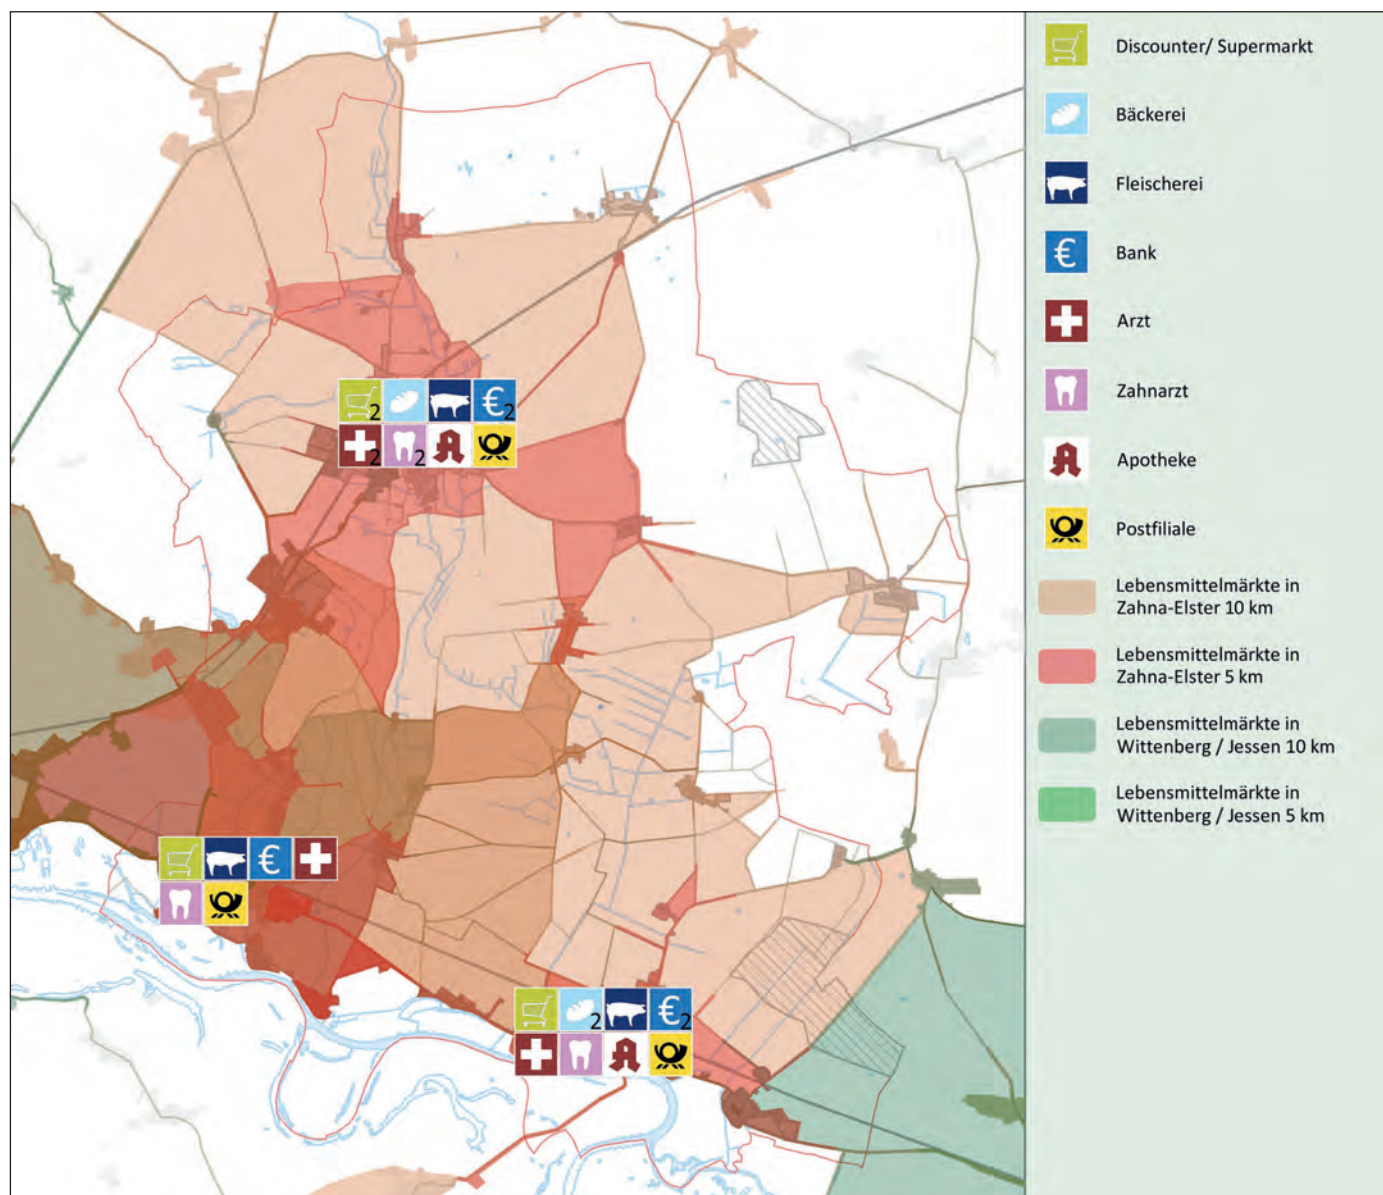 2
2
2
2
2
2
Discounter/ Supermarkt
Bäckerei
Fleischerei
€ Bank
Arzt
Zahnarzt
Apotheke
Postfiliale
Lebensmittelmärkte in
Zahna-Elster 10 km
Lebensmittelmärkte in
Zahna-Elster 5 km
Lebensmittelmärkte in
Wittenberg / Jessen 10 km
Lebensmittelmärkte in
Wittenberg / Jessen 5 km